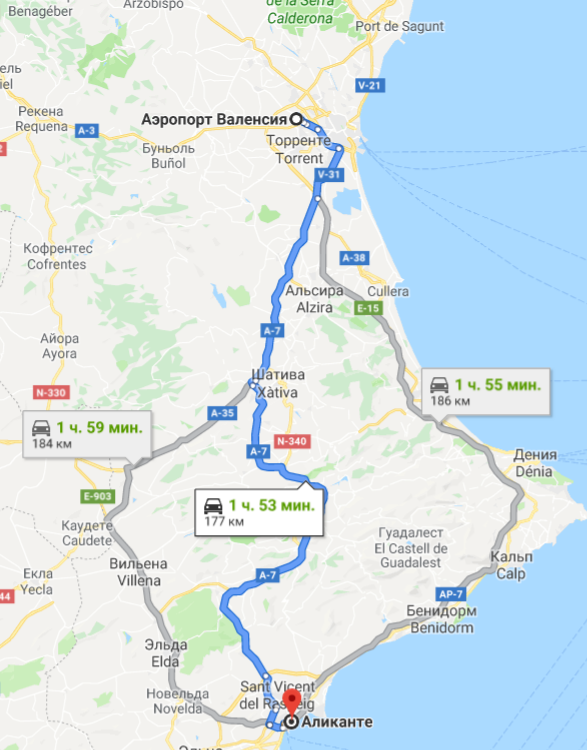 de la Serra
Calderona
Benagéber
Arzobispo
Port de Sagunt
V-21
Рекена
Requena
A-3
Аэропорт Валенсия
Буньоль
Buñol
Торренте
Torrent
V-31
Кофрентес
Cofrentes
A-38
Альсира
Alzira
Cullera
E-15
A-7
Айора
Ayora
Шатива
Xàtiva
N-330
1 ч. 55 мин.
186 км
A-35
1 ч. 59 мин.
184 км
N-340
A-7
Дения
Dénia
E-903
1 ч. 53 мин.
177 км
Каудете
Caudete
Гуадалест
El Castell de
Guadalest
Кальп
Calp
Екла
Yecla
Вильена
Villena
A-7
AP-7
44
Бенидорм
Benidorm
Эльда
Elda
Sant Vicent
del Raspeig
Новельда
Novelda
Аликанте